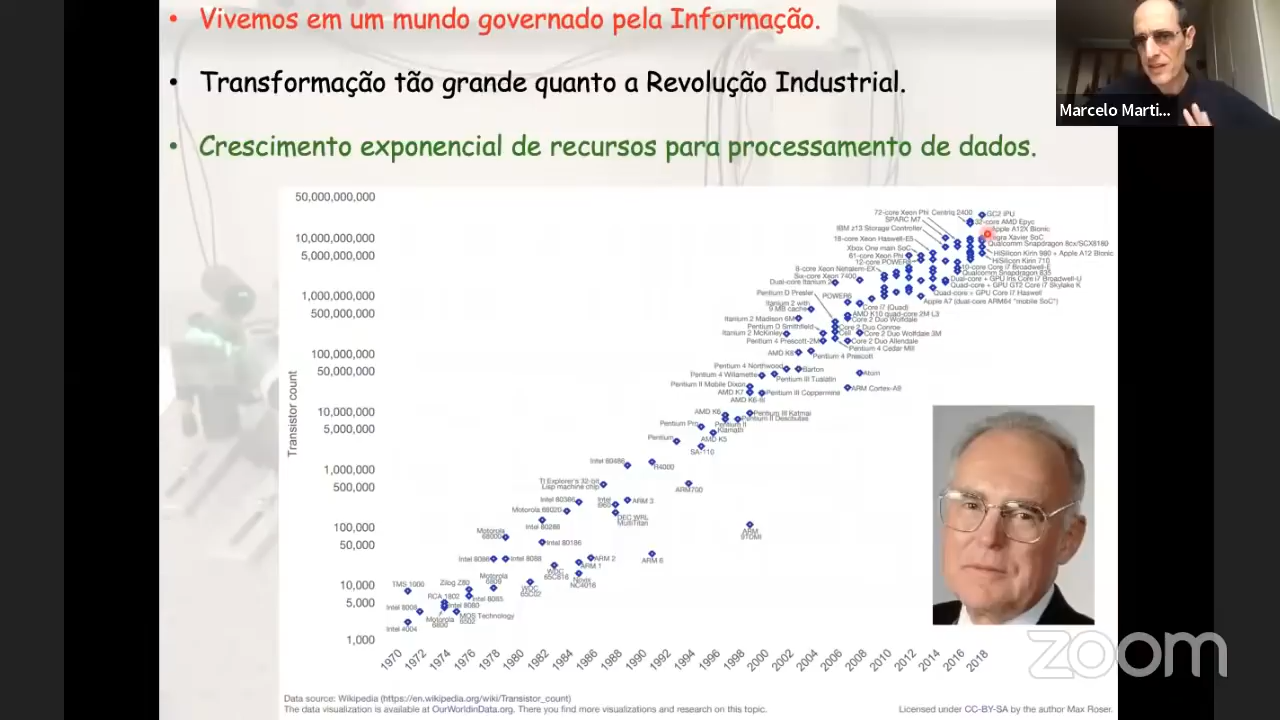 • Vivemos em um mundo governado pela Informação.
Marcelo Marti...
• Transformação tão grande quanto a Revolução Industrial.
• Crescimento exponencial de recursos para processamento de dados.
50,000,000,000
10,000,000,000
5,000,000,000
1,000,000,000
500,000,000
100,000,000
50,000,000
10,000,000
5,000,000
1,000,000
500,000
100,000
50,000
10,000
5,000
1,000
Transistor count
72-core Xeon Phi Centriq 2400
GC2 IPU
SPARC M7
32-core AMD Epyc
IBM z13 Storage Controller
Apple A12X Bionic
18-core Xeon Haswell-E5
Xavier SoC
Qualcomm Snapdragon 8cx/SCX8180
Xbox One main SoC
61-core Xeon Phi
HiSilicon Kirin 980 + Apple A12 Bionic
12-core POWER8
HiSilicon Kirin 710
8-core Xeon Nehalem-EX
10-core Core i7 Broadwell-E
Six-core Xeon 7400
Qualcomm Snapdragon 835
Dual-core Itanium 2
Dual-core + GPU Iris Core i7 Broadwell-U
Quad-core + GPU GT2 Core i7 Skylake K
Pentium D Presler
POWER6
Quad-core + GPU Core i7 Haswell
Itanium 2 with
9 MB cache
Apple A7 (dual-core ARM64 "mobile SoC")
Core i7 (Quad)
AMD K10 quad-core 2M L3
Itanium 2 Madison 6M
Core 2 Duo Wolfdale
Pentium D Smithfield
Core 2 Duo Conroe
Itanium 2 McKinley
Cell
Core 2 Duo Wolfdale 3M
Pentium 4 Prescott-2M
Core 2 Duo Allendale
Pentium 4 Cedar Mill
AMD K8
Pentium 4 Prescott
Pentium 4 Northwood
Barton
Pentium 4 Willamette
Pentium III Tualatin
Atom
Pentium II Mobile Dixon
AMD K7
Pentium III Coppermine
ARM Cortex-A9
AMD K6-III
AMD K6
Pentium III Katmai
Pentium II Deschutes
Pentium Pro
Pentium II
Klamath
Pentium
AMD K5
SA-110
Intel 80486
R4000
TI Explorer's 32-bit
Lisp machine chip
ARM700
Intel 80386
Intel
i960
ARM 3
Motorola 68020
DEC WRL
MultiTitan
Intel 80286
ARM
9TDMI
Motorola
68000
Intel 80186
Intel 8086
Intel 8088
ARM 2
ARM 6
ARM 1
WDC
65C816
Novix
NC4016
TMS 1000
Zilog Z80
Motorola
6809
WDC
65C02
RCA 1802
Intel 8085
Intel 8008
Intel 8080
Motorola
6800
MOS Technology
6502
Intel 4004
1970 1972 1974 1976 1978 1980 1982 1984 1986 1988 1990 1992 1994 1996 1998 2000 2002 2004 2006 2008 2010 2012 2014 2016 2018
zoom
Data source: Wikipedia (https://en.wikipedia.org/wiki/Transistor_count)
The data visualization is available at OurWorldinData.org. There you find more visualizations and research on this topic.
Licensed under CC-BY-SA by the author Max Roser.